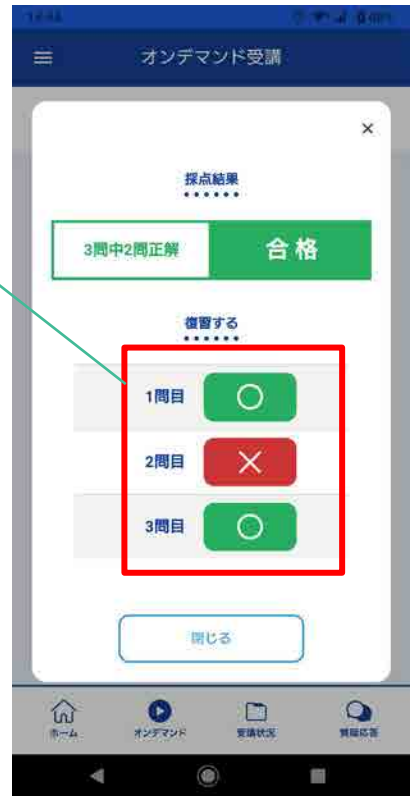 オンデマンド受講
×
採点結果
3問中2問正解 合格
復習する
1問目 ○
2問目 ×
3問目 ○
閉じる
ホーム オンデマンド 受講状況 質疑応答